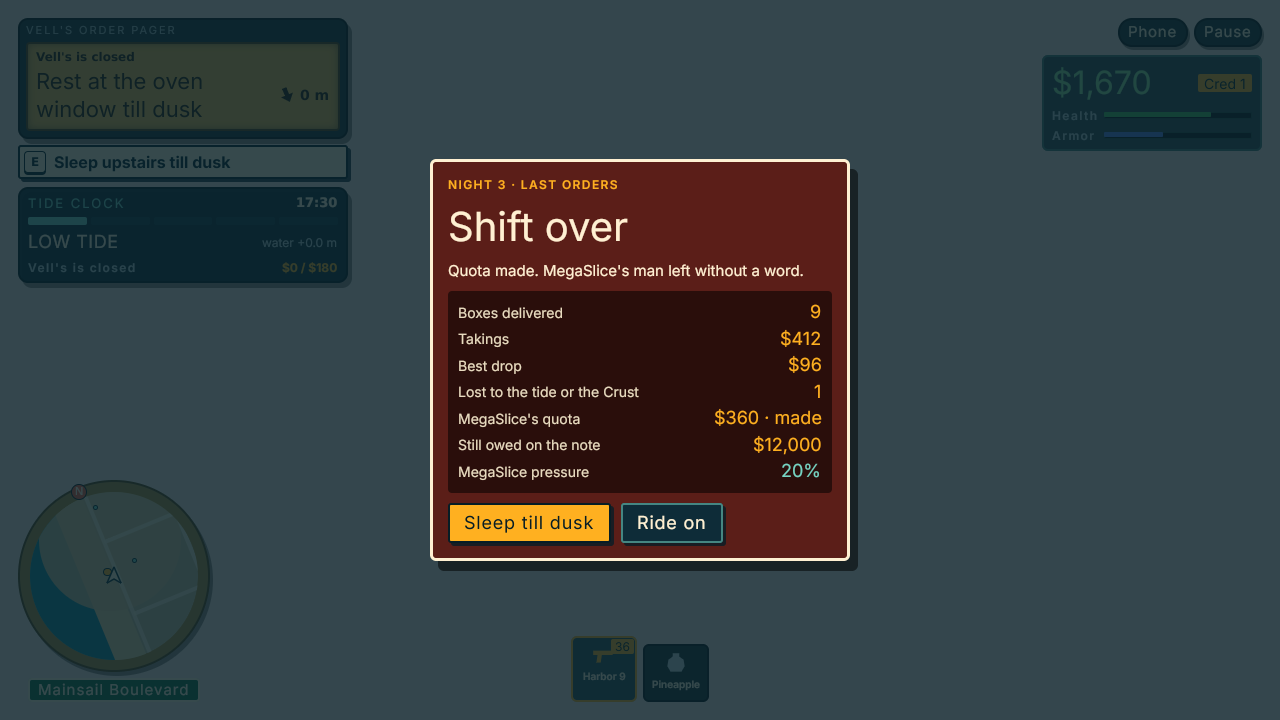 VELL'S ORDER PAGER
Vell's is closed
Rest at the oven
window till dusk
0 m
E Sleep upstairs till dusk
TIDE CLOCK 17:30
LOW TIDE water +0.0 m
Vell's is closed $0 / $180
Phone Pause
$1,670 Cred 1
Health
Armor
NIGHT 3 · LAST ORDERS
Shift over
Quota made. MegaSlice's man left without a word.
Boxes delivered 9
Takings $412
Best drop $96
Lost to the tide or the Crust 1
MegaSlice's quota $360 · made
Still owed on the note $12,000
MegaSlice pressure 20%
Sleep till dusk Ride on
N
Mainsail Boulevard
36
Harbor 9
Pineapple